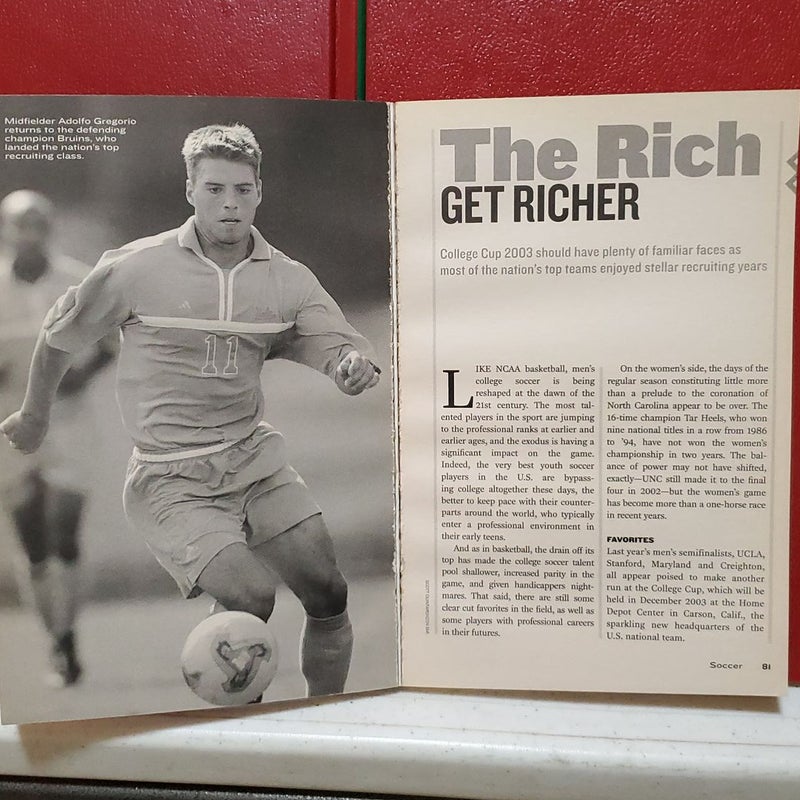 Midfielder Adolfo Gregorio
returns to the defending
champion Bruins, who
landed the nation's top
recruiting class.
11
The Rich
GET RICHER
College Cup 2003 should have plenty of familiar faces as
most of the nation's top teams enjoyed stellar recruiting years
LIKE NCAA basketball, men's
college soccer is being
reshaped at the dawn of the
21st century. The most tal-
ented players in the sport are jumping
to the professional ranks at earlier and
earlier ages, and the exodus is having a
significant impact on the game.
Indeed, the very best youth soccer
players in the U.S. are bypass-
ing college altogether these days, the
better to keep pace with their counter-
parts around the world, who typically
enter a professional environment in
their early teens.
And as in basketball, the drain off its
top has made the college soccer talent
pool shallower, increased parity in the
game, and given handicappers night-
mares. That said, there are still some
clear cut favorites in the field, as well as
some players with professional careers
in their futures.
On the women's side, the days of the
regular season constituting little more
than a prelude to the coronation of
North Carolina appear to be over. The
16-time champion Tar Heels, who won
nine national titles in a row from 1986
to '94, have not won the women's
championship in two years. The bal-
ance of power may not have shifted,
exactly—UNC still made it to the final
four in 2002—but the women's game
has become more than a one-horse race
in recent years.
FAVORITES
Last year's men's semifinalists, UCLA,
Stanford, Maryland and Creighton,
all appear poised to make another
run at the College Cup, which will be
held in December 2003 at the Home
Depot Center in Carson, Calif., the
sparkling new headquarters of the
U.S. national team.
Soccer 81